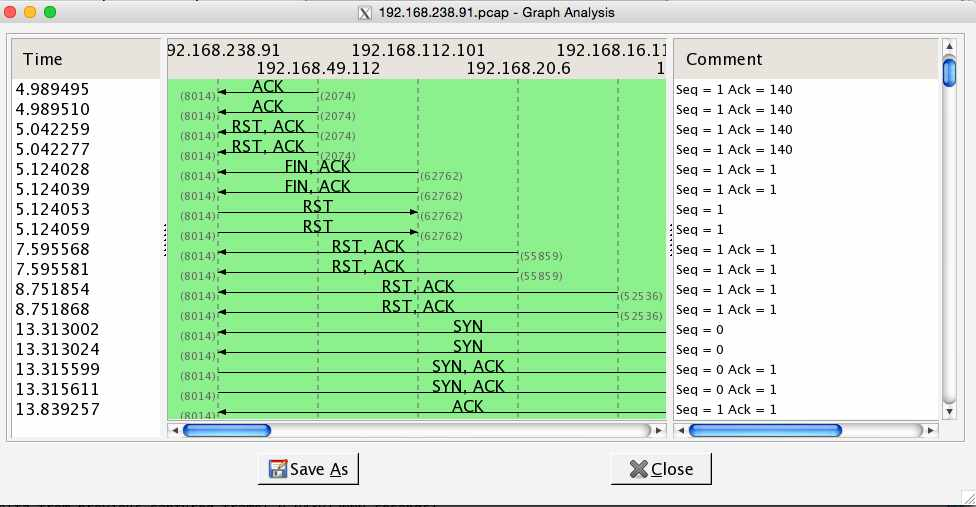 192.168.238.91.pcap - Graph Analysis
Time 92.168.238.91 192.168.112.101 192.168.16.11 Comment
192.168.49.112 192.168.20.6 1
4.989495 (8014) ACK (2074) Seq = 1 Ack = 140
4.989510 (8014) ACK (2074) Seq = 1 Ack = 140
5.042259 (8014) RST, ACK (2074) Seq = 1 Ack = 140
5.042277 (8014) RST, ACK (2074) Seq = 1 Ack = 140
5.124028 (8014) FIN, ACK (62762) Seq = 1 Ack = 1
5.124039 (8014) FIN, ACK (62762) Seq = 1 Ack = 1
5.124053 (8014) RST (62762) Seq = 1
5.124059 (8014) RST (62762) Seq = 1
7.595568 (8014) RST, ACK (55859) Seq = 1 Ack = 1
7.595581 (8014) RST, ACK (55859) Seq = 1 Ack = 1
8.751854 (8014) RST, ACK (52536) Seq = 1 Ack = 1
8.751868 (8014) RST, ACK (52536) Seq = 1 Ack = 1
13.313002 (8014) SYN Seq = 0
13.313024 (8014) SYN Seq = 0
13.315599 (8014) SYN, ACK Seq = 0 Ack = 1
13.315611 (8014) SYN, ACK Seq = 0 Ack = 1
13.839257 (8014) ACK Seq = 1 Ack = 1
Save As Close